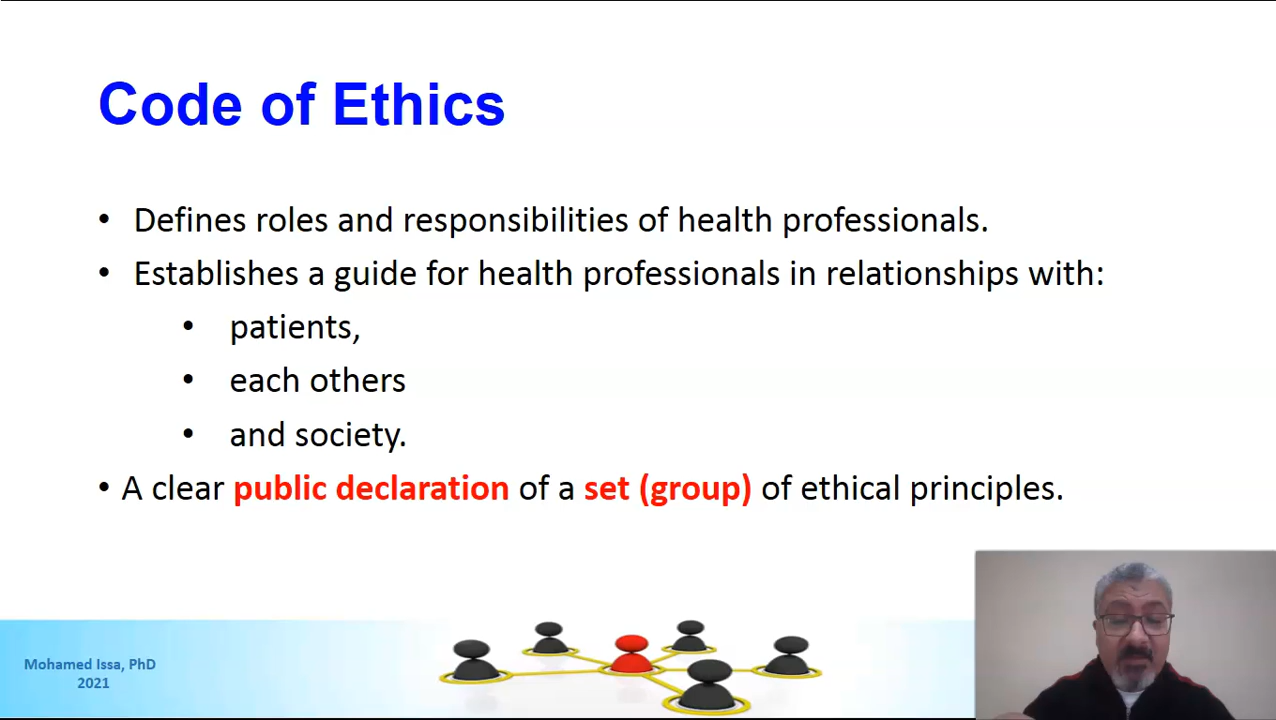 Code of Ethics
• Defines roles and responsibilities of health professionals.
• Establishes a guide for health professionals in relationships with:
• patients,
• each others
• and society.
• A clear public declaration of a set (group) of ethical principles.
Mohamed Issa, PhD
2021